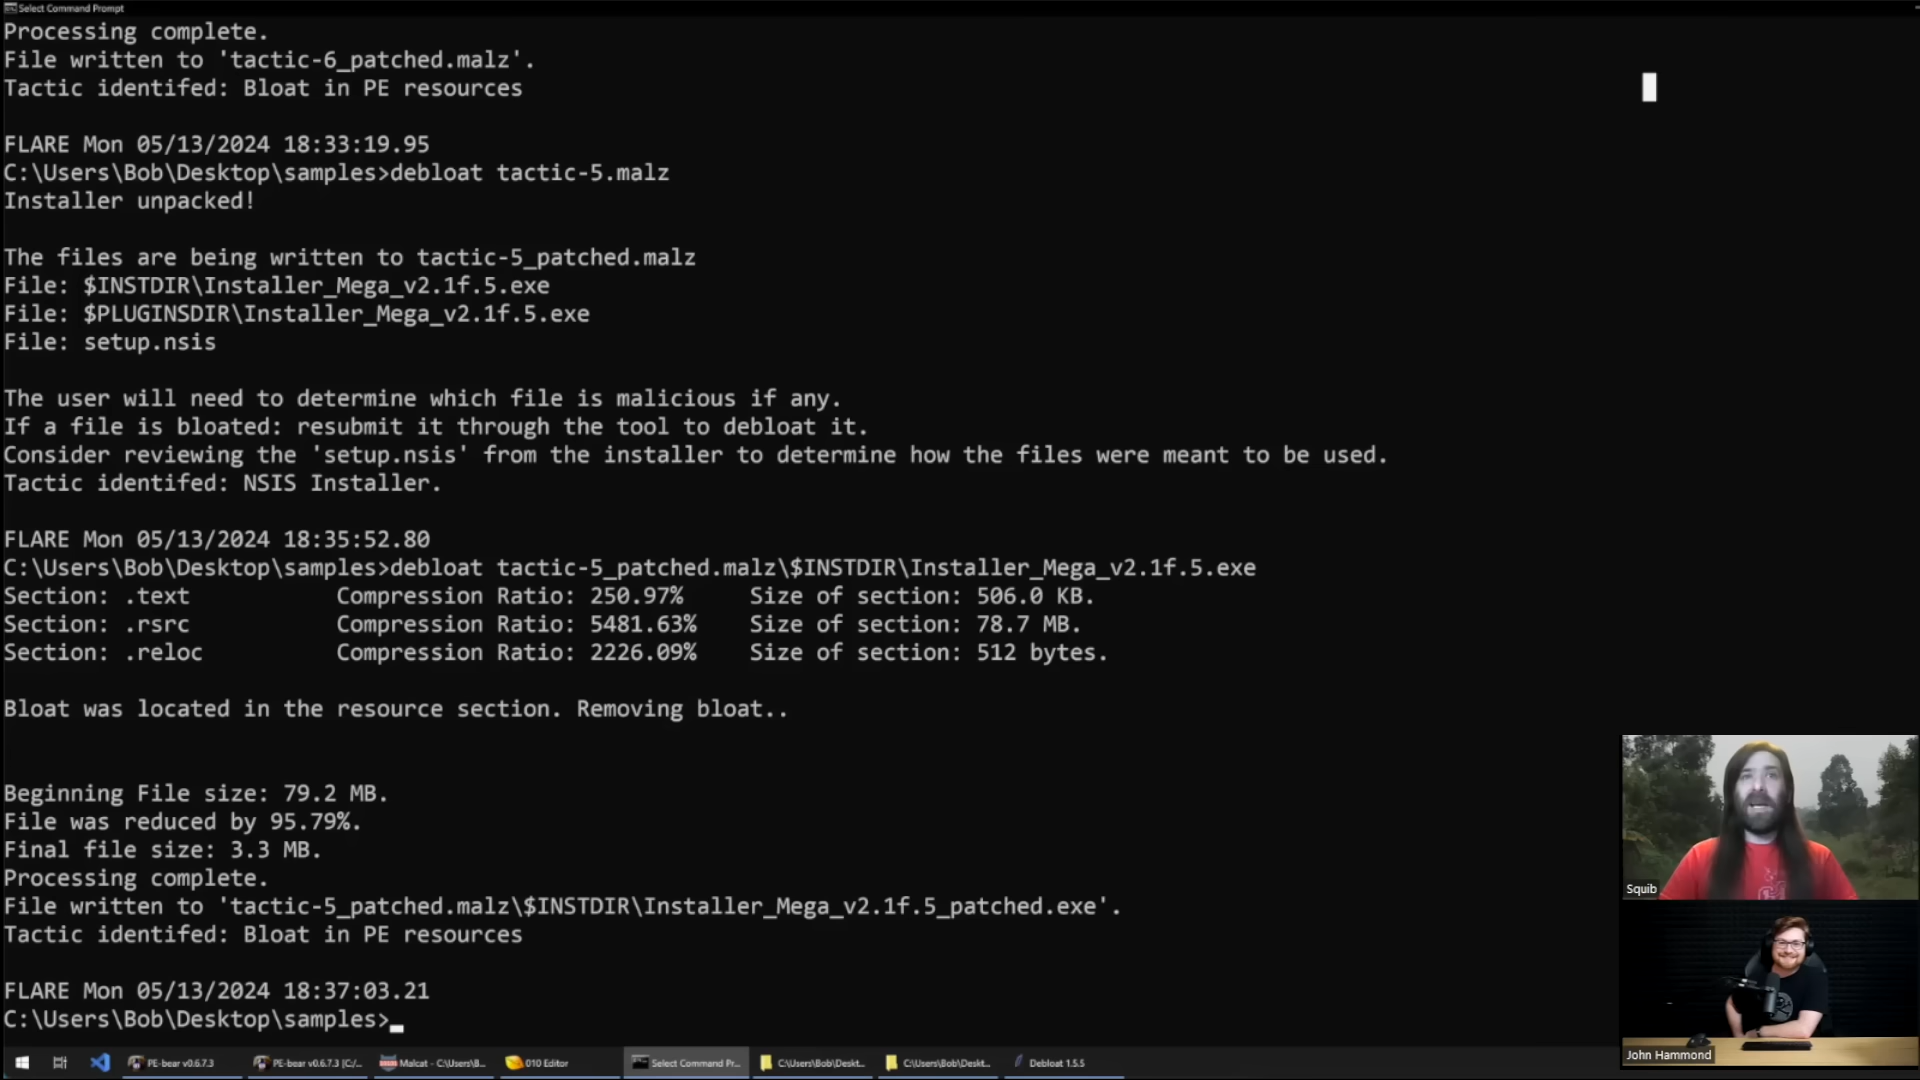 Select Command Prompt
Processing complete.
File written to 'tactic-6_patched.malz'.
Tactic identifed: Bloat in PE resources
FLARE Mon 05/13/2024 18:33:19.95
C:\Users\Bob\Desktop\samples>debloat tactic-5.malz
Installer unpacked!
The files are being written to tactic-5_patched.malz
File: $INSTDIR\Installer_Mega_v2.1f.5.exe
File: $PLUGINSDIR\Installer_Mega_v2.1f.5.exe
File: setup.nsis
The user will need to determine which file is malicious if any.
If a file is bloated: resubmit it through the tool to debloat it.
Consider reviewing the 'setup.nsis' from the installer to determine how the files were meant to be used.
Tactic identifed: NSIS Installer.
FLARE Mon 05/13/2024 18:35:52.80
C:\Users\Bob\Desktop\samples>debloat tactic-5_patched.malz\$INSTDIR\Installer_Mega_v2.1f.5.exe
Section: .text Compression Ratio: 250.97% Size of section: 506.0 KB.
Section: .rsrc Compression Ratio: 5481.63% Size of section: 78.7 MB.
Section: .reloc Compression Ratio: 2226.09% Size of section: 512 bytes.
Bloat was located in the resource section. Removing bloat..
Beginning File size: 79.2 MB.
File was reduced by 95.79%.
Final file size: 3.3 MB.
Processing complete.
File written to 'tactic-5_patched.malz\$INSTDIR\Installer_Mega_v2.1f.5_patched.exe'.
Tactic identifed: Bloat in PE resources
FLARE Mon 05/13/2024 18:37:03.21
C:\Users\Bob\Desktop\samples>
Squib
John Hammond
PE-bear v0.6.7.3
PE-bear v0.6.7.3 [C:/...
Malcat - C:\Users\B...
010 Editor
Select Command Pr...
C:\Users\Bob\Deskt...
C:\Users\Bob\Deskt...
Debloat 1.5.5